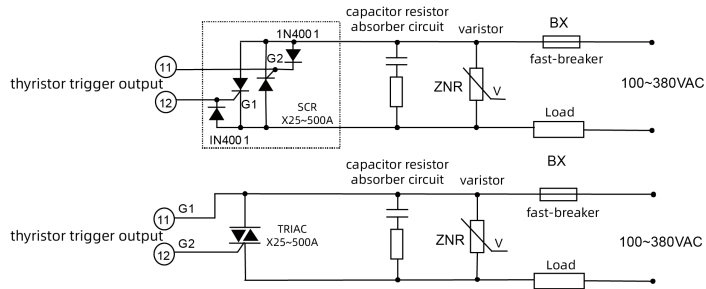 capacitor resistor
absorber circuit
varistor
BX
1N4001
G2
fast-breaker
11
thyristor trigger output
12
G1
SCR
X25~500A
ZNR
V
100~380VAC
Load
IN4001
capacitor resistor
absorber circuit
varistor
BX
G1
11
fast-breaker
thyristor trigger output
G2
12
TRIAC
X25~500A
ZNR
V
100~380VAC
Load